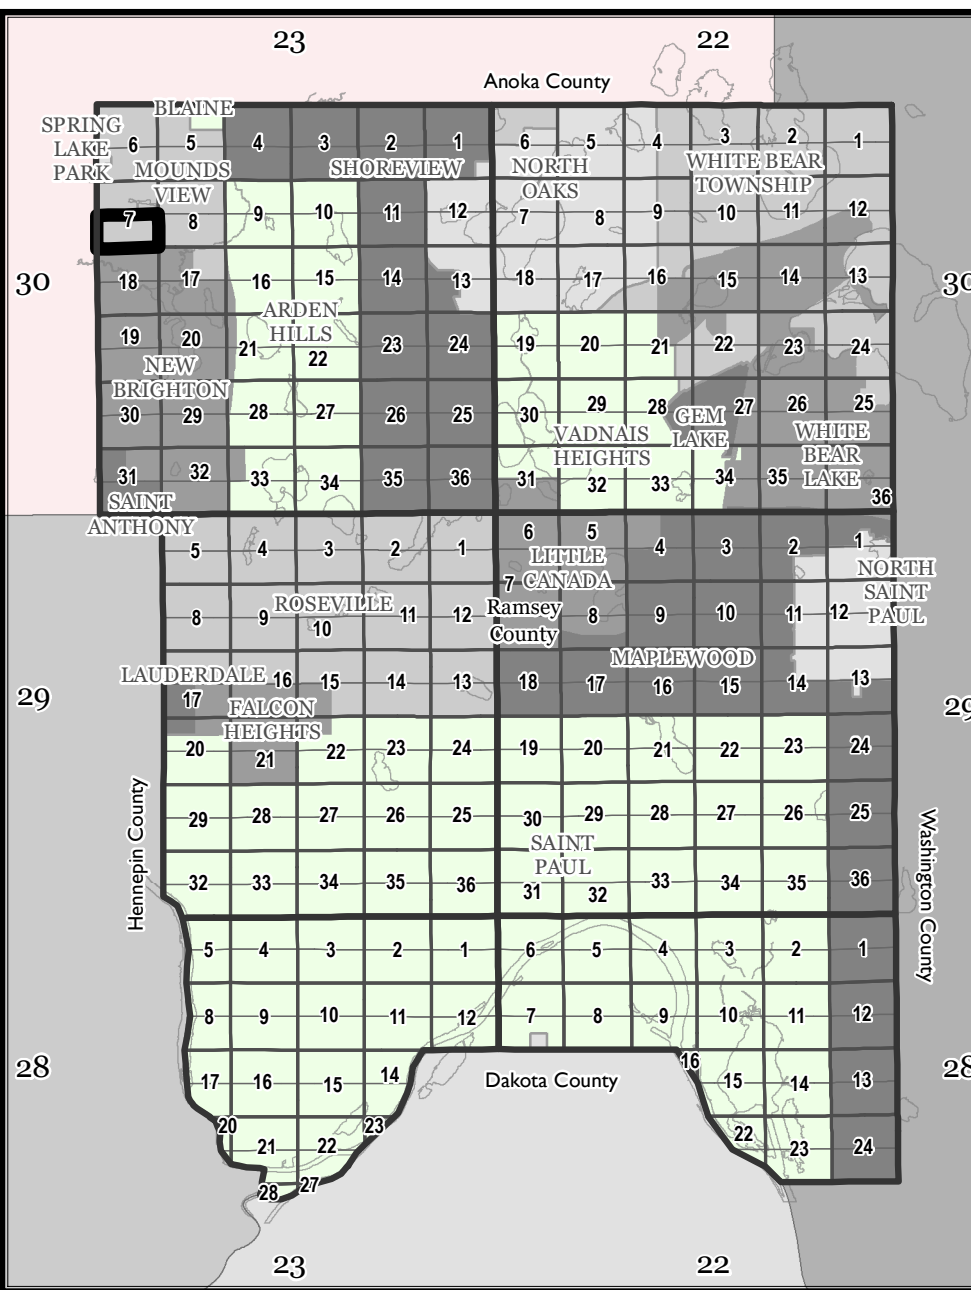 23 22
Anoka County
BLAINE
SPRING
LAKE
PARK
6 5 4 3 2 1 6 5 4 3 2 1
MOUNDS
VIEW
SHOREVIEW
NORTH
OAKS
WHITE BEAR
TOWNSHIP
7 8 9 10 11 12 7 8 9 10 11 12
30 18 17 16 15 14 13 18 17 16 15 14 13 30
ARDEN
HILLS
19 20 21 22 23 24 19 20 21 22 23 24
NEW
BRIGHTON
30 29 28 27 26 25 30 29 28 27 26 25
GEM
LAKE
VADNAIS
HEIGHTS
WHITE
BEAR
LAKE
31 32 33 34 35 36 31 32 33 34 35 36
SAINT
ANTHONY
5 4 3 2 1 6 5 4 3 2 1
LITTLE
CANADA
NORTH
SAINT
PAUL
8 9 10 11 12 7 8 9 10 11 12
ROSEVILLE
Ramsey
County
MAPLEWOOD
LAUDERDALE
29 17 16 15 14 13 18 17 16 15 14 13 29
FALCON
HEIGHTS
20 21 22 23 24 19 20 21 22 23 24
29 28 27 26 25 30 29 28 27 26 25
SAINT
PAUL
32 33 34 35 36 31 32 33 34 35 36
Hennepin County
Washington County
5 4 3 2 1 6 5 4 3 2 1
8 9 10 11 12 7 8 9 10 11 12
28 17 16 15 14 16 15 14 13 28
Dakota County
20 21 22 23 22 23 24
28 27
23 22